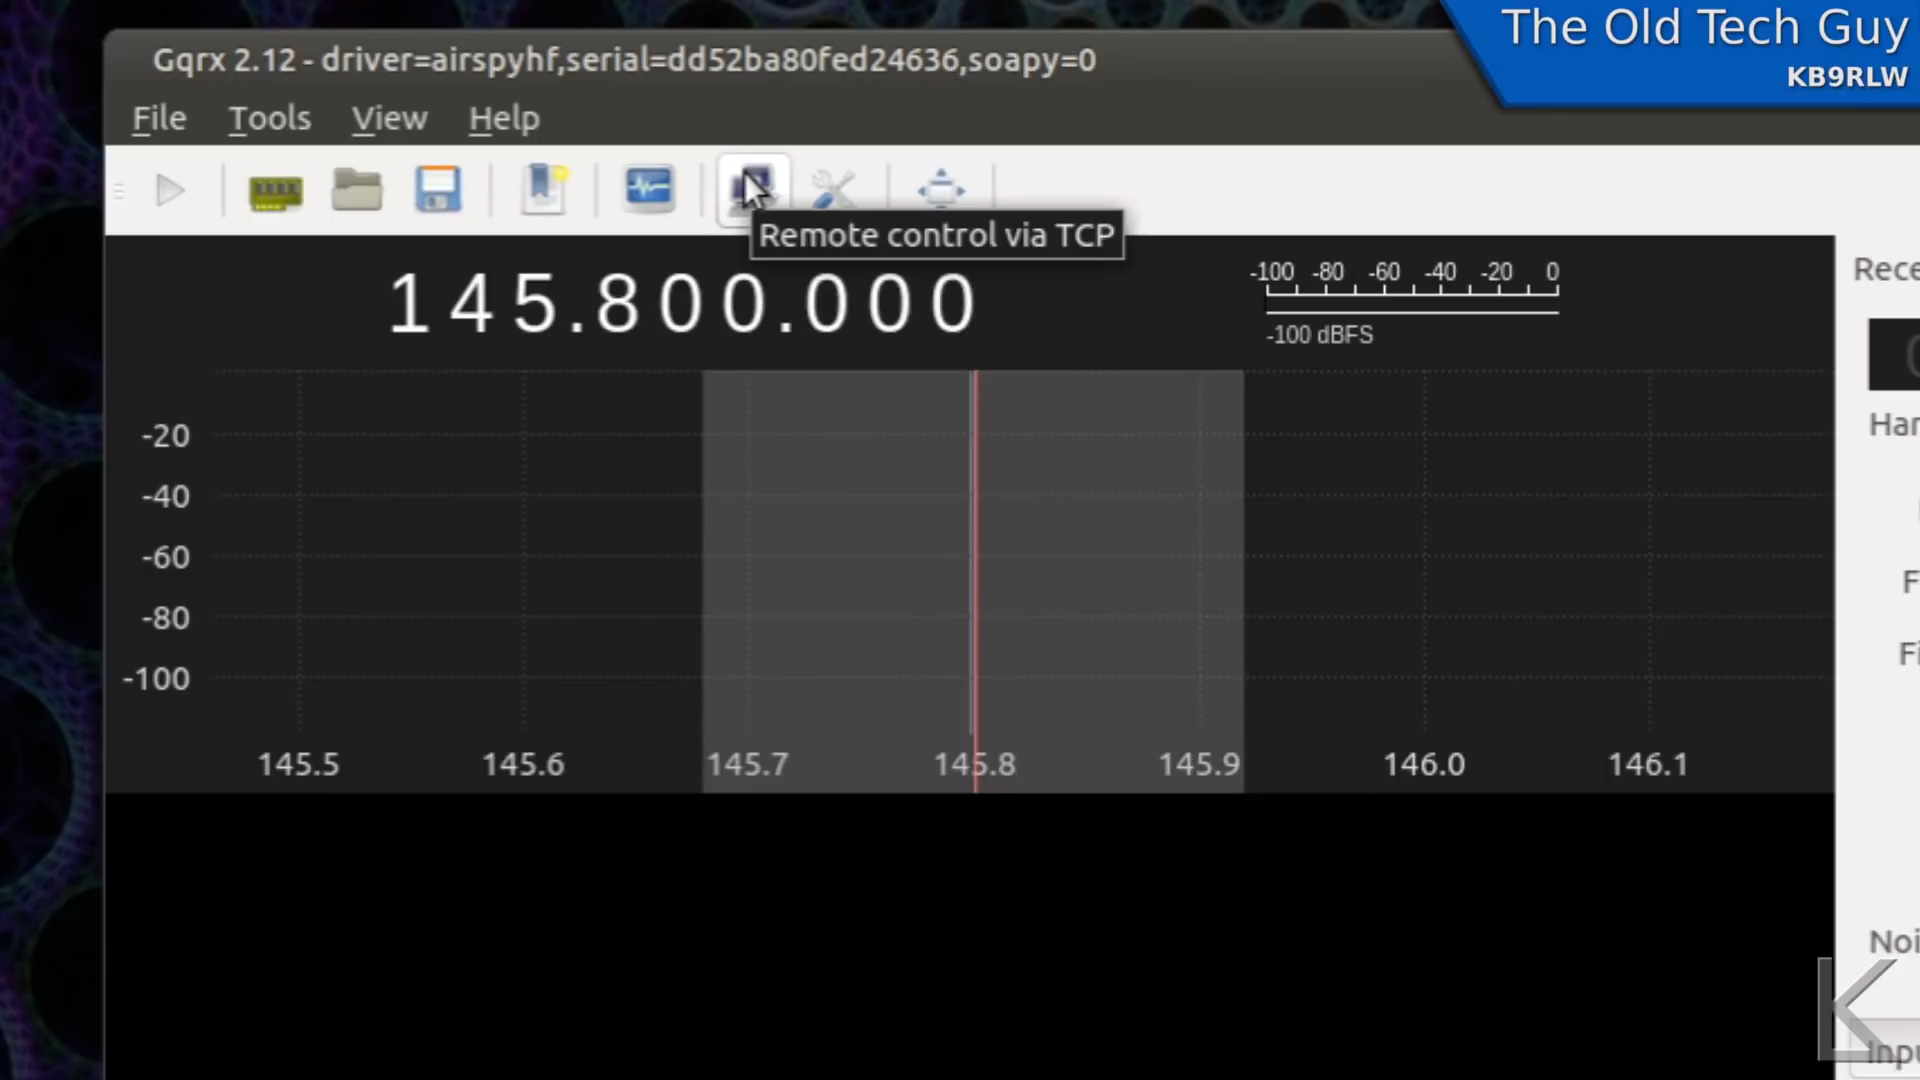 The Old Tech Guy
KB9RLW
Gqrx 2.12 - driver=airspyhf,serial=dd52ba80fed24636,soapy=0
File Tools View Help
Remote control via TCP
145.800.000
-100 -80 -60 -40 -20 0
-100 dBFS
Rece
Har
-20
-40
-60
-80
-100
F
Fi
145.5 145.6 145.7 145.8 145.9 146.0 146.1
Noi
K
Inpu